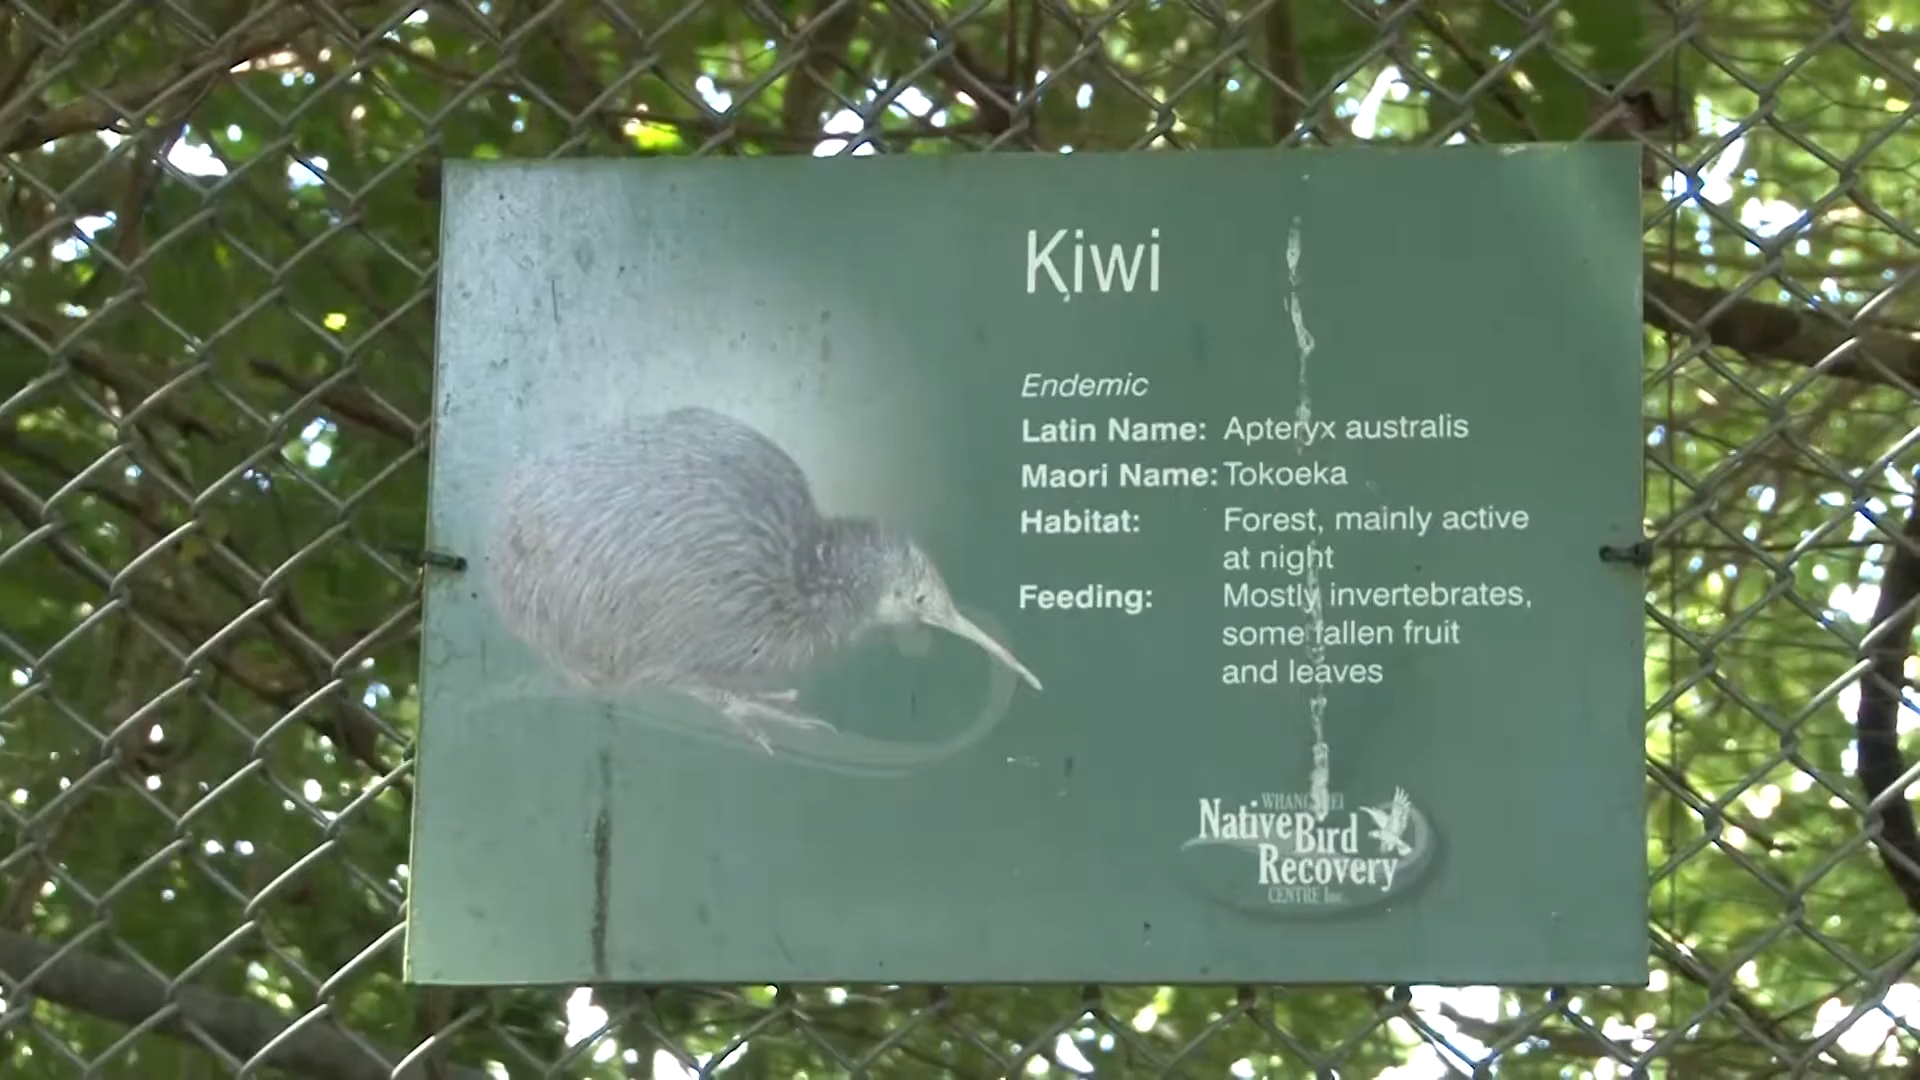 Kiwi
Endemic
Latin Name: Apteryx australis
Maori Name: Tokoeka
Habitat: Forest, mainly active
at night
Feeding: Mostly invertebrates,
some fallen fruit
and leaves
WHANGAREI
Native Bird
Recovery
CENTRE Inc.